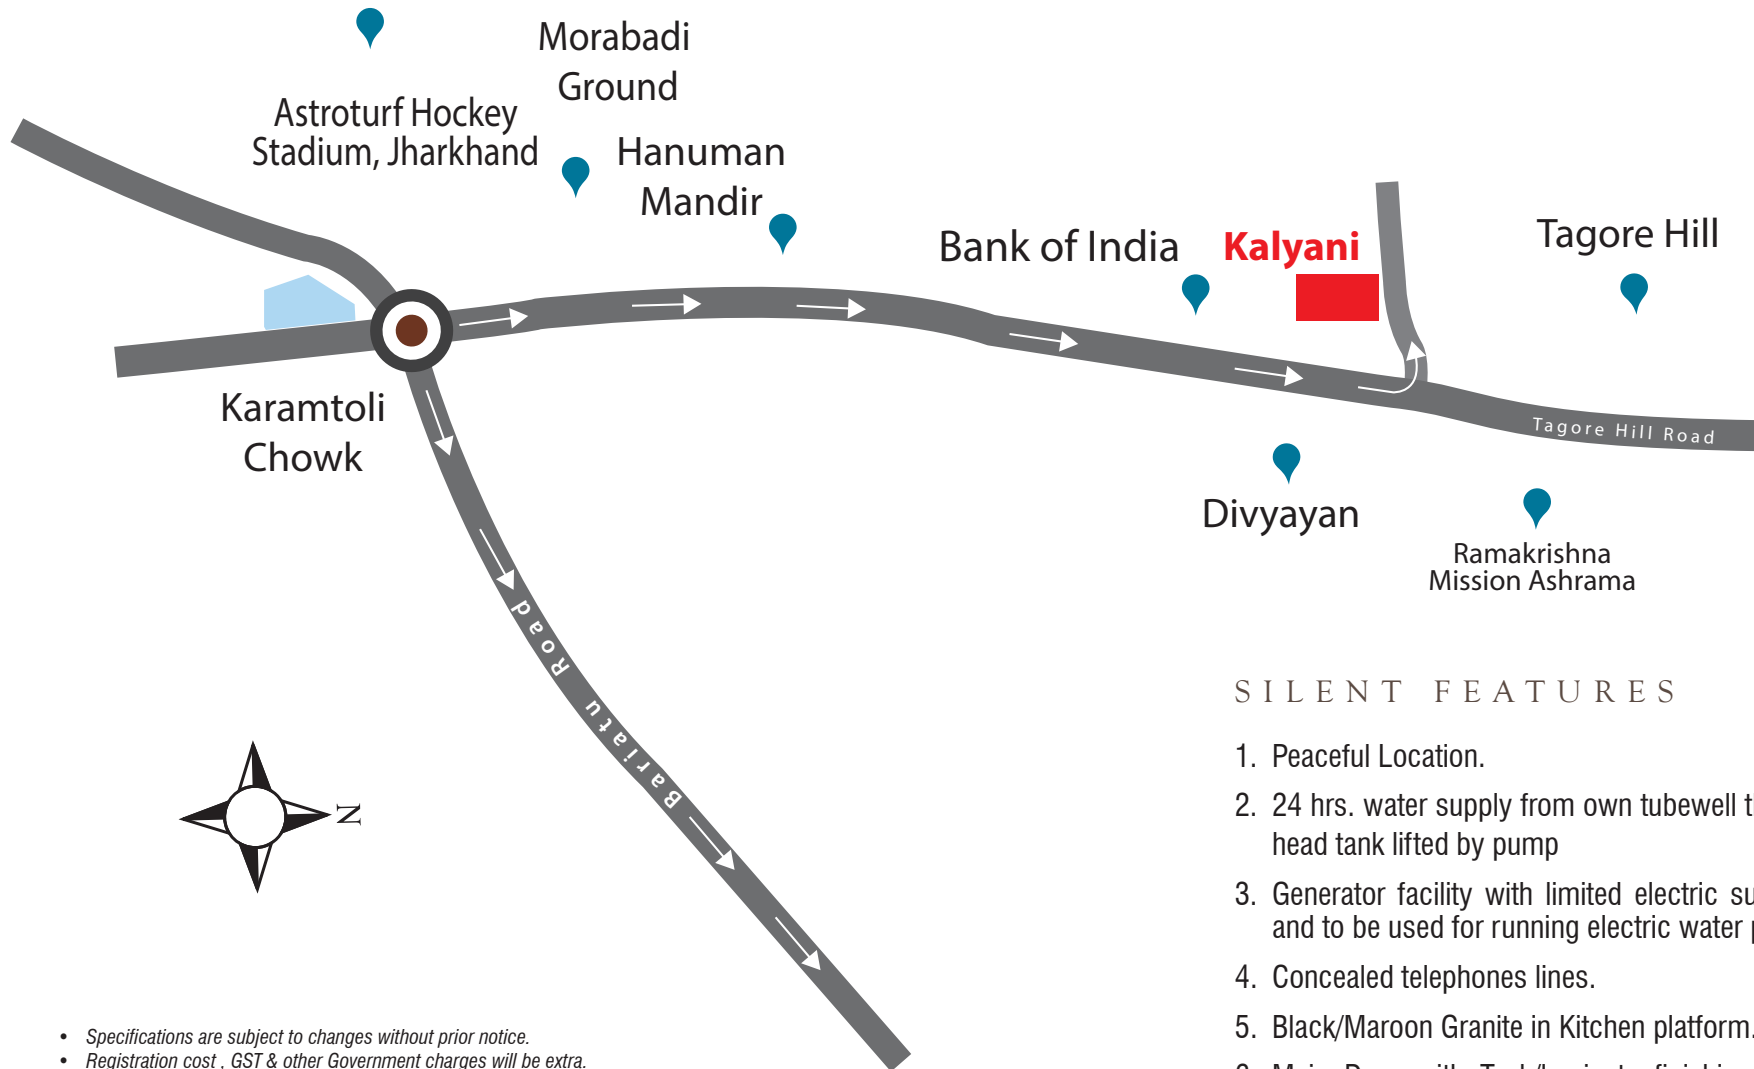 Morabadi
Ground
Astroturf Hockey
Stadium, Jharkhand
Hanuman
Mandir
Bank of India
Kalyani
Tagore Hill
Karamtoli
Chowk
Tagore Hill Road
Divyayan
Ramakrishna
Mission Ashrama
Bariatu Road
N
SILENT FEATURES
1. Peaceful Location.
2. 24 hrs. water supply from own tubewell
head tank lifted by pump
3. Generator facility with limited electric
and to be used for running electric water
4. Concealed telephones lines.
5. Black/Maroon Granite in Kitchen platform.
• Specifications are subject to changes without prior notice.
• Registration cost , GST & other Government charges will be extra.